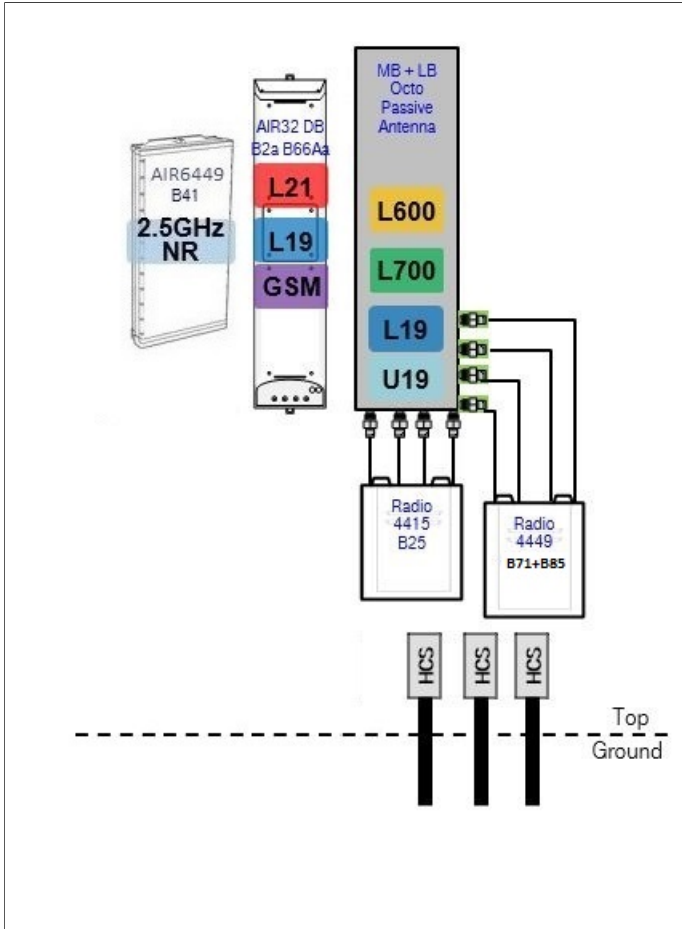 AIR6449
B41
2.5GHz
NR
AIR32 DB
B2a B66Aa
L21
L19
GSM
MB + LB
Octo
Passive
Antenna
L600
L700
L19
U19
Radio
4415
B25
Radio
4449
B71+B85
HCS
HCS
HCS
Top
Ground